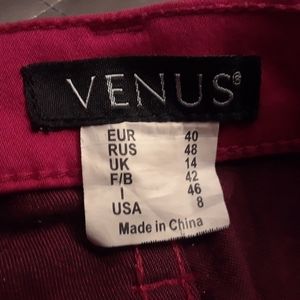 VENUS®
EUR 40
RUS 48
UK 14
F/B 42
I 46
USA 8
Made in China